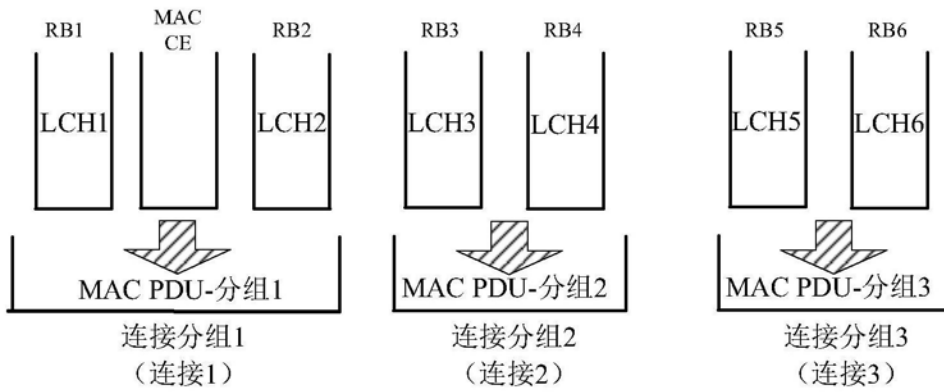 RB1
MAC
CE
RB2
RB3
RB4
RB5
RB6
LCH1
LCH2
LCH3
LCH4
LCH5
LCH6
MAC PDU-分组1
MAC PDU-分组2
MAC PDU-分组3
连接分组1
（连接1）
连接分组2
（连接2）
连接分组3
（连接3）